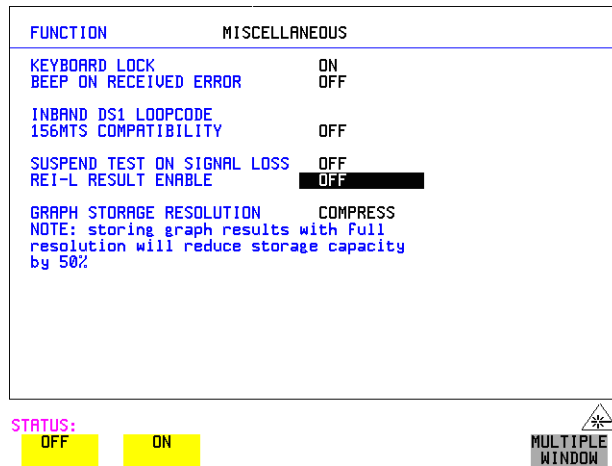 FUNCTION MISCELLANEOUS
KEYBOARD LOCK ON
BEEP ON RECEIVED ERROR OFF
INBAND DS1 LOOPCODE
156MTS COMPATIBILITY OFF
SUSPEND TEST ON SIGNAL LOSS OFF
REI-L RESULT ENABLE OFF
GRAPH STORAGE RESOLUTION COMPRESS
NOTE: storing graph results with Full
resolution will reduce storage capacity
by 50%
STATUS:
OFF ON MULTIPLE
WINDOW